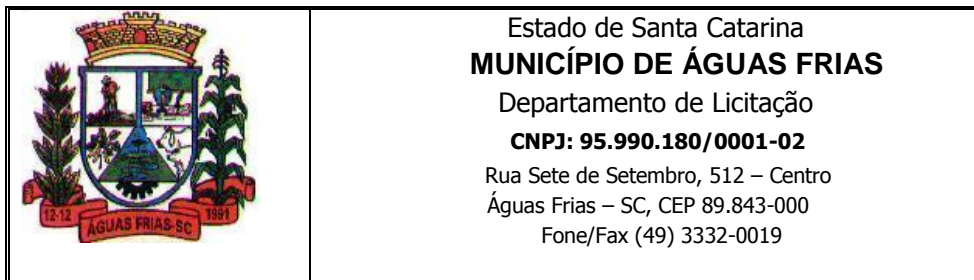 12-12
ÁGUAS FRIAS-SC
1991
Estado de Santa Catarina
MUNICÍPIO DE ÁGUAS FRIAS
Departamento de Licitação
CNPJ: 95.990.180/0001-02
Rua Sete de Setembro, 512 – Centro
Águas Frias – SC, CEP 89.843-000
Fone/Fax (49) 3332-0019